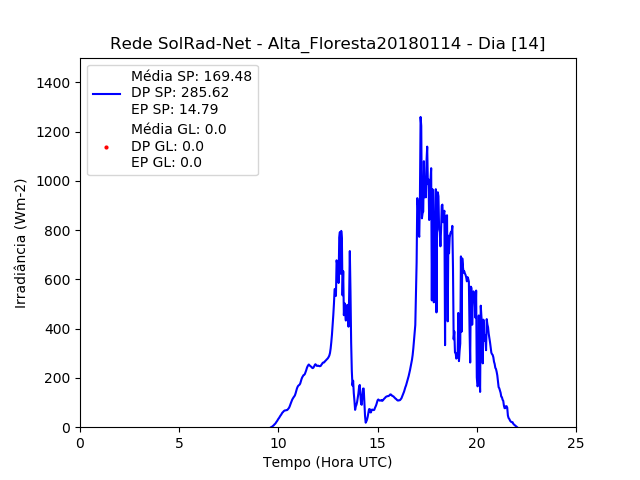 Rede SolRad-Net - Alta_Floresta20180114 - Dia [14]
Média SP: 169.48
DP SP: 285.62
EP SP: 14.79
Média GL: 0.0
DP GL: 0.0
EP GL: 0.0
Irradiância (Wm-2)
1400
1200
1000
800
600
400
200
0
0 5 10 15 20 25
Tempo (Hora UTC)